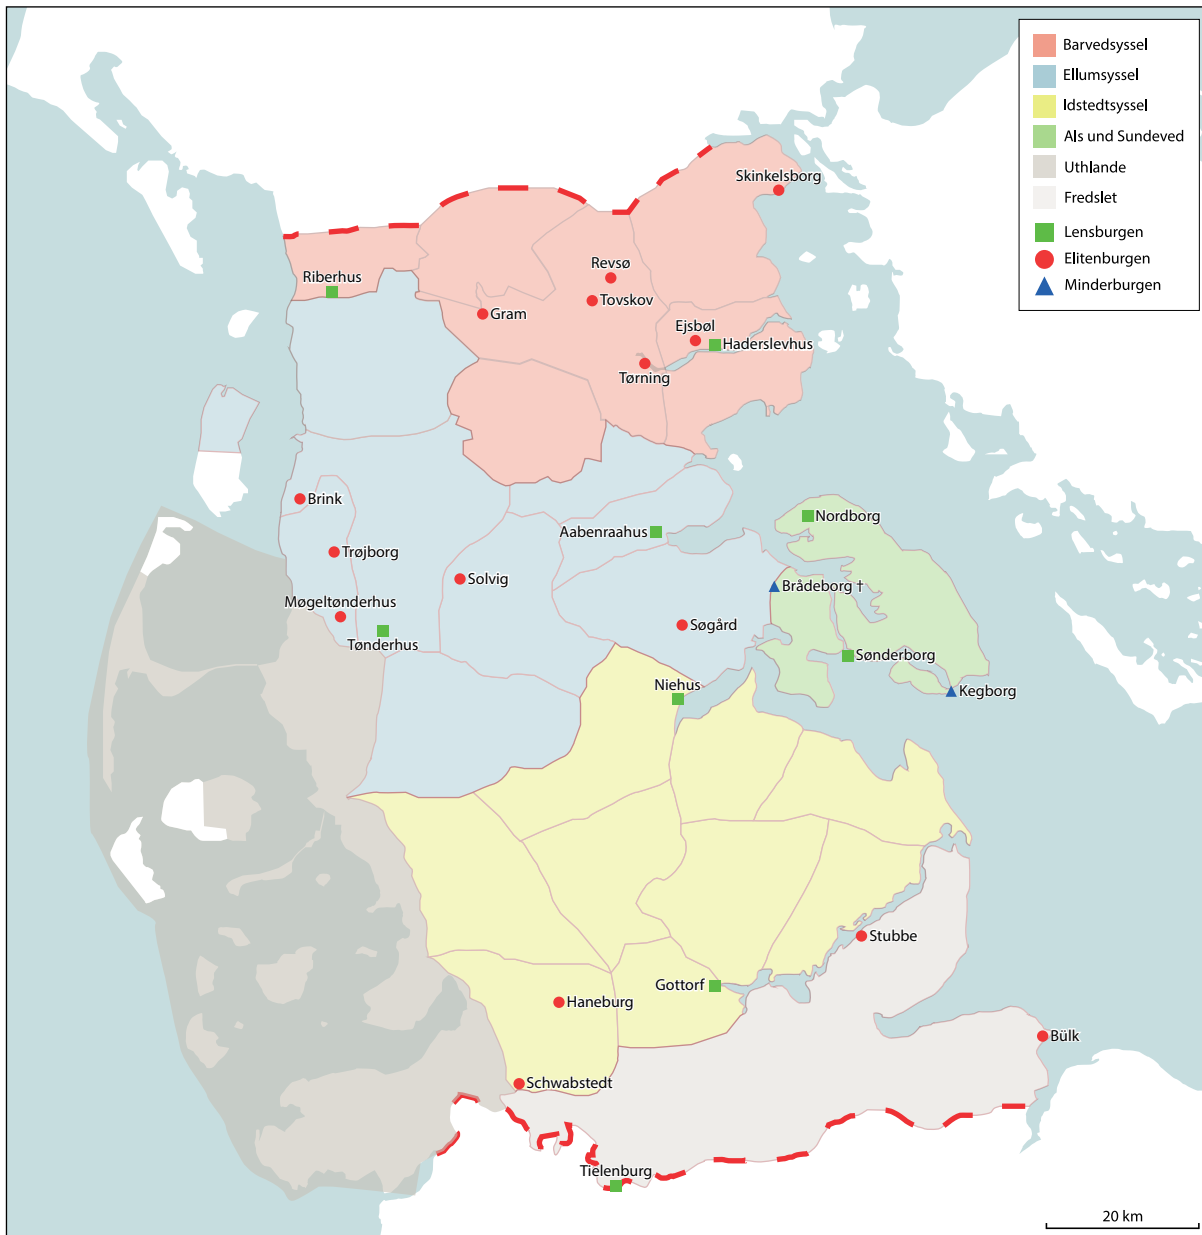 Barvedsyssel
Ellumsyssel
Idstedtsyssel
Als und Sundeved
Uthlande
Fredslet
Lensburgen
Elitenburgen
Minderburgen
Skinkelsborg
Revsø
Riberhus
Tovskov
Gram
Ejsbøl
Haderslevhus
Tørning
Brink
Nordborg
Aabenraahus
Trøjborg
Solvig
Brådeborg †
Møgeltønderhus
Søgård
Tønderhus
Sønderborg
Niehus
Kegborg
Stubbe
Gottorf
Haneburg
Bülk
Schwabstedt
Tielenburg
20 km